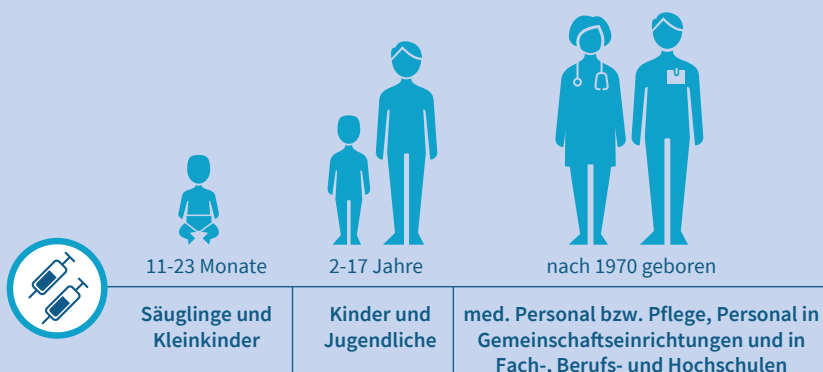 11-23 Monate
2-17 Jahre
nach 1970 geboren
Säuglinge und
Kleinkinder
Kinder und
Jugendliche
med. Personal bzw. Pflege, Personal in
Gemeinschaftseinrichtungen und in
Fach-, Berufs- und Hochschulen